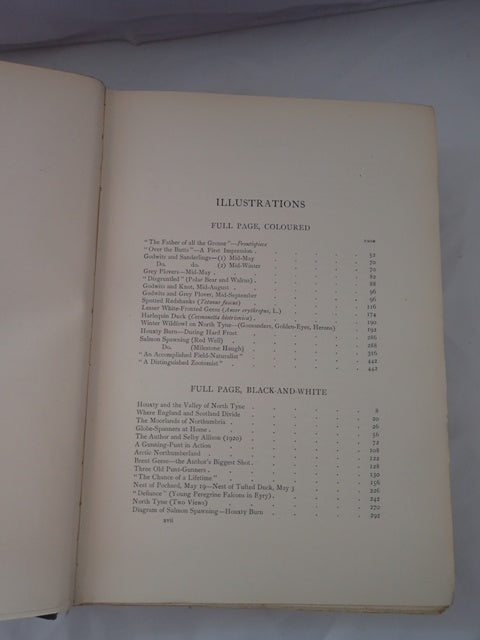 ILLUSTRATIONS
FULL PAGE, COLOURED
PAGE
"The Father of all the Geese"—Frontispiece
"Over the Butts"—A First Impression 52
Godwits and Sanderlings—(1) Mid-May 70
Do. do. (2) Mid-Winter 70
Grey Plovers—Mid-May 82
"Disgruntled" (Polar Bear and Walrus) 88
Godwits and Knot, Mid-August 96
Godwits and Grey Plover, Mid-September 96
Spotted Redshanks (Totanus fuscus) 116
Lesser White-Fronted Geese (Anser erythropus, L.) 174
Harlequin Duck (Cosmonetta histrionica) 190
Winter Wildfowl on North Tyne—(Goosanders, Golden-Eyes, Herons) 192
Houxty Burn—During Hard Frost 286
Salmon Spawning (Red Well) 288
Do. (Milestone Haugh) 316
"An Accomplished Field-Naturalist" 442
"A Distinguished Zootomist" 442
FULL PAGE, BLACK-AND-WHITE
Houxty and the Valley of North Tyne 8
Where England and Scotland Divide 20
The Moorlands of Northumbria 26
Globe-Spanners at Home 56
The Author and Selby Allison (1920) 72
A Gunning-Punt in Action 108
Arctic Northumberland 122
Brent Geese—the Author's Biggest Shot 128
Three Old Punt-Gunners 130
"The Chance of a Lifetime" 156
Nest of Pochard, May 19—Nest of Tufted Duck, May 3 226
"Defiance" (Young Peregrine Falcons in Eyry) 242
North Tyne (Two Views) 270
Diagram of Salmon Spawning—Houxty Burn 292
xvii